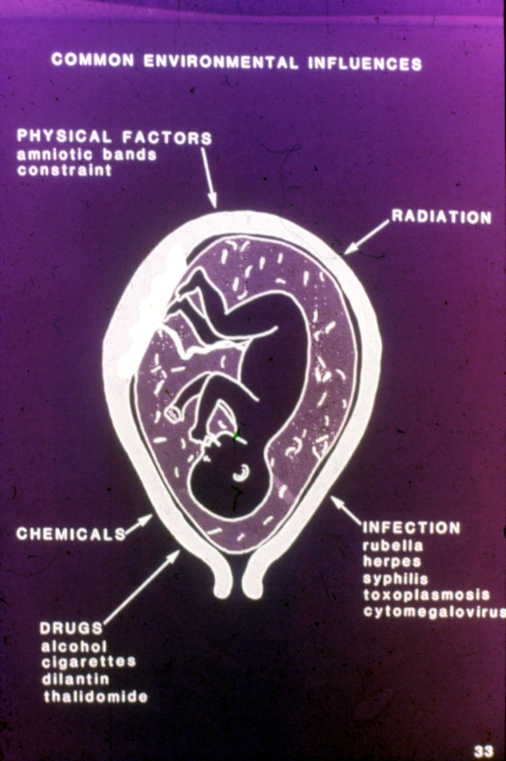 COMMON ENVIRONMENTAL INFLUENCES
PHYSICAL FACTORS
amniotic bands
constraint
RADIATION
CHEMICALS
INFECTION
rubella
herpes
syphilis
toxoplasmosis
cytomegalovirus
DRUGS
alcohol
cigarettes
dilantin
thalidomide
33